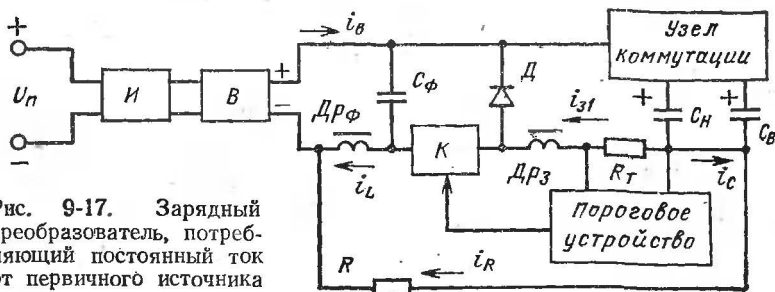 +
U_п
−
И
В
+
−
i_в
C_ф
Д
Узел
коммутации
+
C_н
+
C_в
Др_ф
i_L
К
Др_з
i_з1
R_т
i_c
Пороговое
устройство
R
i_R
Рис. 9-17. Зарядный
преобразователь, потреб-
ляющий постоянный ток
от первичного источника